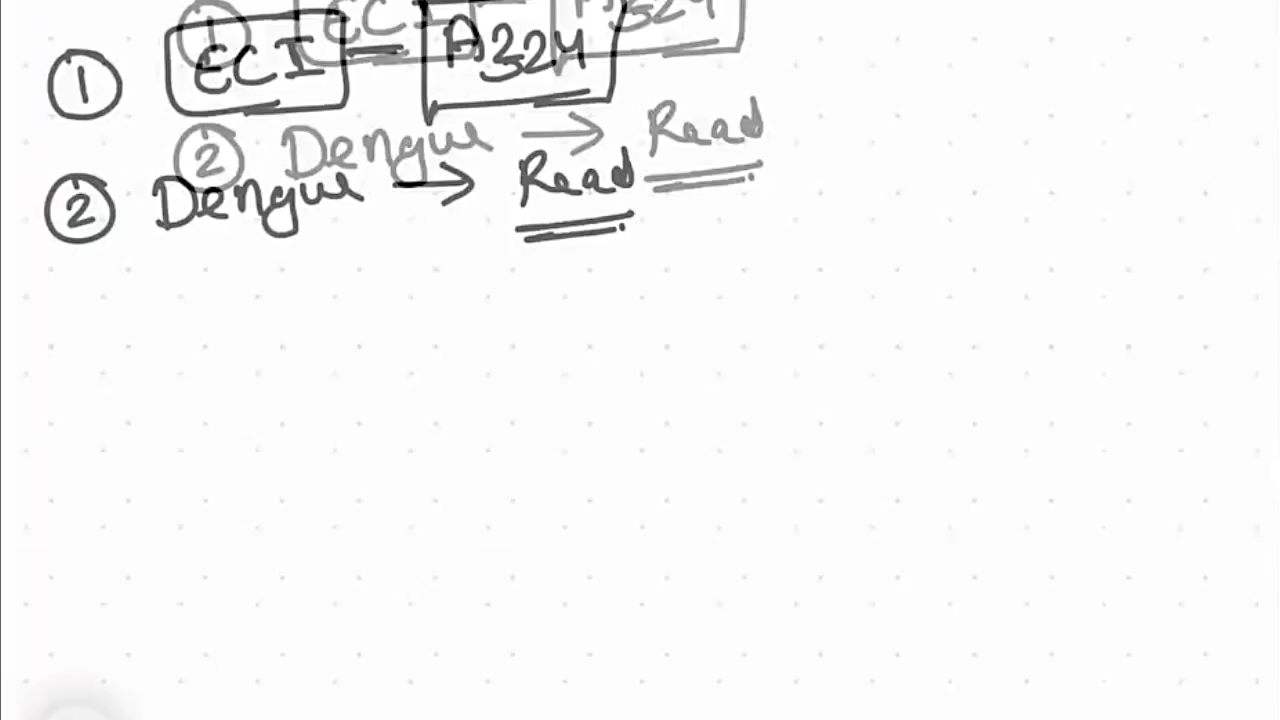 ① ECI - A324
② Dengue → Read